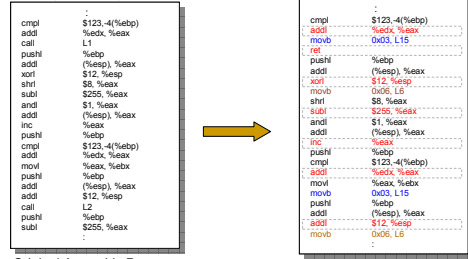 :
cmpl $123,-4(%ebp)
addl %edx, %eax
call L1
pushl %ebp
addl (%esp), %eax
xorl $12, %esp
shrl $8, %eax
subl $255, %eax
andl $1, %eax
addl (%esp), %eax
inc %eax
pushl %ebp
cmpl $123,-4(%ebp)
addl %edx, %eax
movl %eax, %ebx
pushl %ebp
addl (%esp), %eax
addl $12, %esp
call L2
pushl %ebp
subl $255, %eax
:
:
cmpl $123,-4(%ebp)
addl %edx, %eax
movb 0x03, L15
ret
pushl %ebp
addl (%esp), %eax
xorl $12, %esp
movb 0x06, L6
shrl $8, %eax
subl $255, %eax
andl $1, %eax
addl (%esp), %eax
inc %eax
pushl %ebp
cmpl $123,-4(%ebp)
addl %edx, %eax
movl %eax, %ebx
movb 0x03, L15
pushl %ebp
addl (%esp), %eax
addl $12, %esp
movb 0x06, L6
: